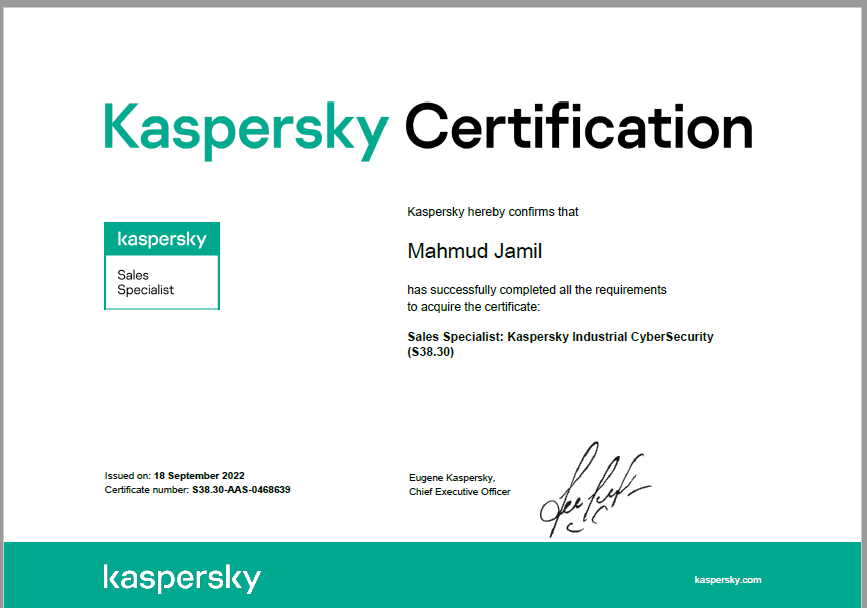 Kaspersky Certification
kaspersky
Sales
Specialist
Kaspersky hereby confirms that
Mahmud Jamil
has successfully completed all the requirements
to acquire the certificate:
Sales Specialist: Kaspersky Industrial CyberSecurity
(S38.30)
Issued on: 18 September 2022
Certificate number: S38.30-AAS-0468639
Eugene Kaspersky,
Chief Executive Officer
kaspersky
kaspersky.com